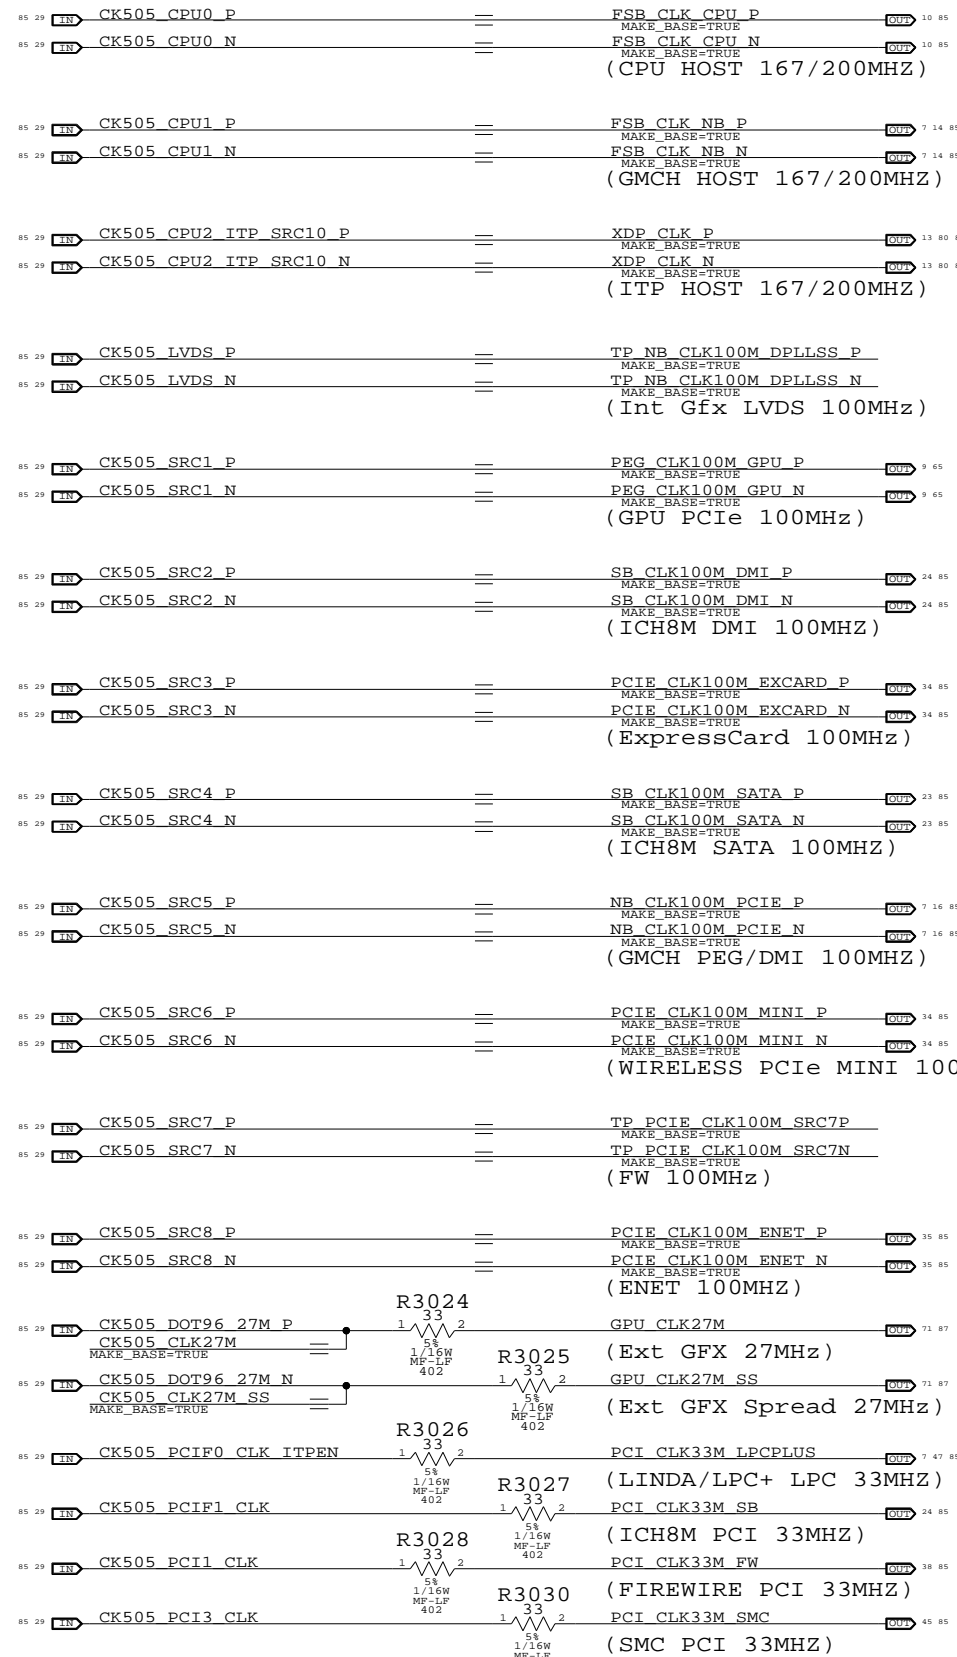 85 29 IN CK505_CPU0_P FSB_CLK_CPU_P OUT 10 85
MAKE_BASE=TRUE
85 29 IN CK505_CPU0_N FSB_CLK_CPU_N OUT 10 85
MAKE_BASE=TRUE
(CPU HOST 167/200MHZ)
85 29 IN CK505_CPU1_P FSB_CLK_NB_P OUT 7 14 85
MAKE_BASE=TRUE
85 29 IN CK505_CPU1_N FSB_CLK_NB_N OUT 7 14 85
MAKE_BASE=TRUE
(GMCH HOST 167/200MHZ)
85 29 IN CK505_CPU2_ITP_SRC10_P XDP_CLK_P OUT 13 80
MAKE_BASE=TRUE
85 29 IN CK505_CPU2_ITP_SRC10_N XDP_CLK_N OUT 13 80
MAKE_BASE=TRUE
(ITP HOST 167/200MHZ)
85 29 IN CK505_LVDS_P TP_NB_CLK100M_DPLLSS_P
MAKE_BASE=TRUE
85 29 IN CK505_LVDS_N TP_NB_CLK100M_DPLLSS_N
MAKE_BASE=TRUE
(Int Gfx LVDS 100MHz)
85 29 IN CK505_SRC1_P PEG_CLK100M_GPU_P OUT 9 65
MAKE_BASE=TRUE
85 29 IN CK505_SRC1_N PEG_CLK100M_GPU_N OUT 9 65
MAKE_BASE=TRUE
(GPU PCIe 100MHz)
85 29 IN CK505_SRC2_P SB_CLK100M_DMI_P OUT 24 85
MAKE_BASE=TRUE
85 29 IN CK505_SRC2_N SB_CLK100M_DMI_N OUT 24 85
MAKE_BASE=TRUE
(ICH8M DMI 100MHZ)
85 29 IN CK505_SRC3_P PCIE_CLK100M_EXCARD_P OUT 34 85
MAKE_BASE=TRUE
85 29 IN CK505_SRC3_N PCIE_CLK100M_EXCARD_N OUT 34 85
MAKE_BASE=TRUE
(ExpressCard 100MHz)
85 29 IN CK505_SRC4_P SB_CLK100M_SATA_P OUT 23 85
MAKE_BASE=TRUE
85 29 IN CK505_SRC4_N SB_CLK100M_SATA_N OUT 23 85
MAKE_BASE=TRUE
(ICH8M SATA 100MHZ)
85 29 IN CK505_SRC5_P NB_CLK100M_PCIE_P OUT 7 16 85
MAKE_BASE=TRUE
85 29 IN CK505_SRC5_N NB_CLK100M_PCIE_N OUT 7 16 85
MAKE_BASE=TRUE
(GMCH PEG/DMI 100MHZ)
85 29 IN CK505_SRC6_P PCIE_CLK100M_MINI_P OUT 34 85
MAKE_BASE=TRUE
85 29 IN CK505_SRC6_N PCIE_CLK100M_MINI_N OUT 34 85
MAKE_BASE=TRUE
(WIRELESS PCIe MINI 100
85 29 IN CK505_SRC7_P TP_PCIE_CLK100M_SRC7P
MAKE_BASE=TRUE
85 29 IN CK505_SRC7_N TP_PCIE_CLK100M_SRC7N
MAKE_BASE=TRUE
(FW 100MHz)
85 29 IN CK505_SRC8_P PCIE_CLK100M_ENET_P OUT 35 85
MAKE_BASE=TRUE
85 29 IN CK505_SRC8_N PCIE_CLK100M_ENET_N OUT 35 85
MAKE_BASE=TRUE
(ENET 100MHZ)
R3024
33
85 29 IN CK505_DOT96_27M_P 1 2 GPU_CLK27M OUT 71 87
CK505_CLK27M 5% (Ext GFX 27MHz)
MAKE_BASE=TRUE 1/16W
MF-LF
402
R3025
33
85 29 IN CK505_DOT96_27M_N 1 2 GPU_CLK27M_SS OUT 71 87
CK505_CLK27M_SS 5% (Ext GFX Spread 27MHz)
MAKE_BASE=TRUE 1/16W
MF-LF
402
R3026
33
85 29 IN CK505_PCIF0_CLK_ITPEN 1 2 PCI_CLK33M_LPCPLUS OUT 7 47 85
5% (LINDA/LPC+ LPC 33MHZ)
1/16W
MF-LF
402
R3027
33
85 29 IN CK505_PCIF1_CLK 1 2 PCI_CLK33M_SB OUT 24 85
5% (ICH8M PCI 33MHZ)
1/16W
MF-LF
402
R3028
33
85 29 IN CK505_PCI1_CLK 1 2 PCI_CLK33M_FW OUT 38 85
5% (FIREWIRE PCI 33MHZ)
1/16W
MF-LF
402
R3030
33
85 29 IN CK505_PCI3_CLK 1 2 PCI_CLK33M_SMC OUT 45 85
5% (SMC PCI 33MHZ)
1/16W
MF-LF